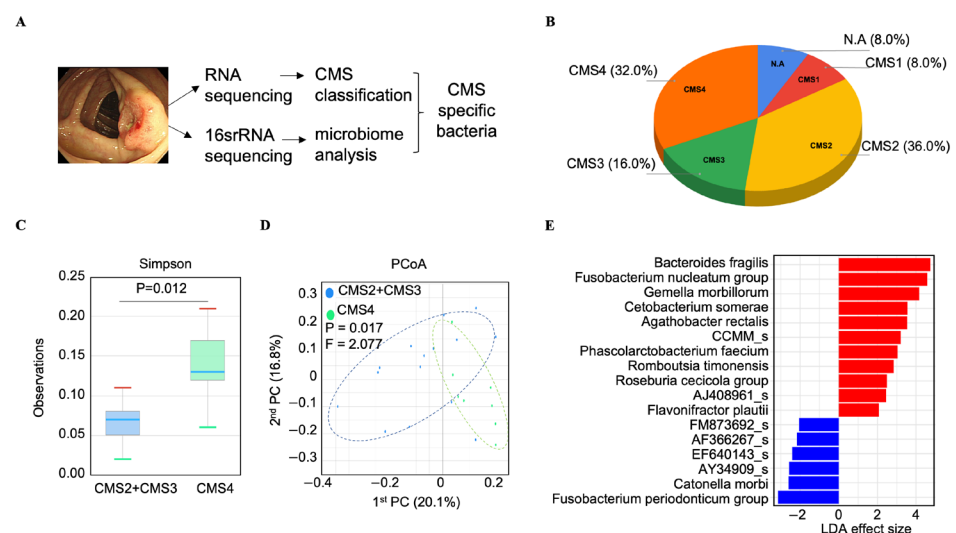 A
RNA
sequencing
CMS
classification
16srRNA
sequencing
microbiome
analysis
CMS
specific
bacteria
B
N.A (8.0%)
CMS1 (8.0%)
CMS4 (32.0%)
CMS3 (16.0%)
CMS2 (36.0%)
N.A
CMS1
CMS4
CMS3
CMS2
C
Simpson
P=0.012
Observations
0.25
0.20
0.15
0.10
0.05
0.00
CMS2+CMS3
CMS4
D
PCoA
CMS2+CMS3
CMS4
P = 0.017
F = 2.077
2nd PC (16.8%)
0.3
0.2
0.1
0
−0.1
−0.2
−0.3
−0.4
−0.2
0
0.2
1st PC (20.1%)
E
Bacteroides fragilis
Fusobacterium nucleatum group
Gemella morbillorum
Cetobacterium somerae
Agathobacter rectalis
CCMM_s
Phascolarctobacterium faecium
Romboutsia timonensis
Roseburia cecicola group
AJ408961_s
Flavonifractor plautii
FM873692_s
AF366267_s
EF640143_s
AY34909_s
Catonella morbi
Fusobacterium periodonticum group
−2
0
2
4
LDA effect size